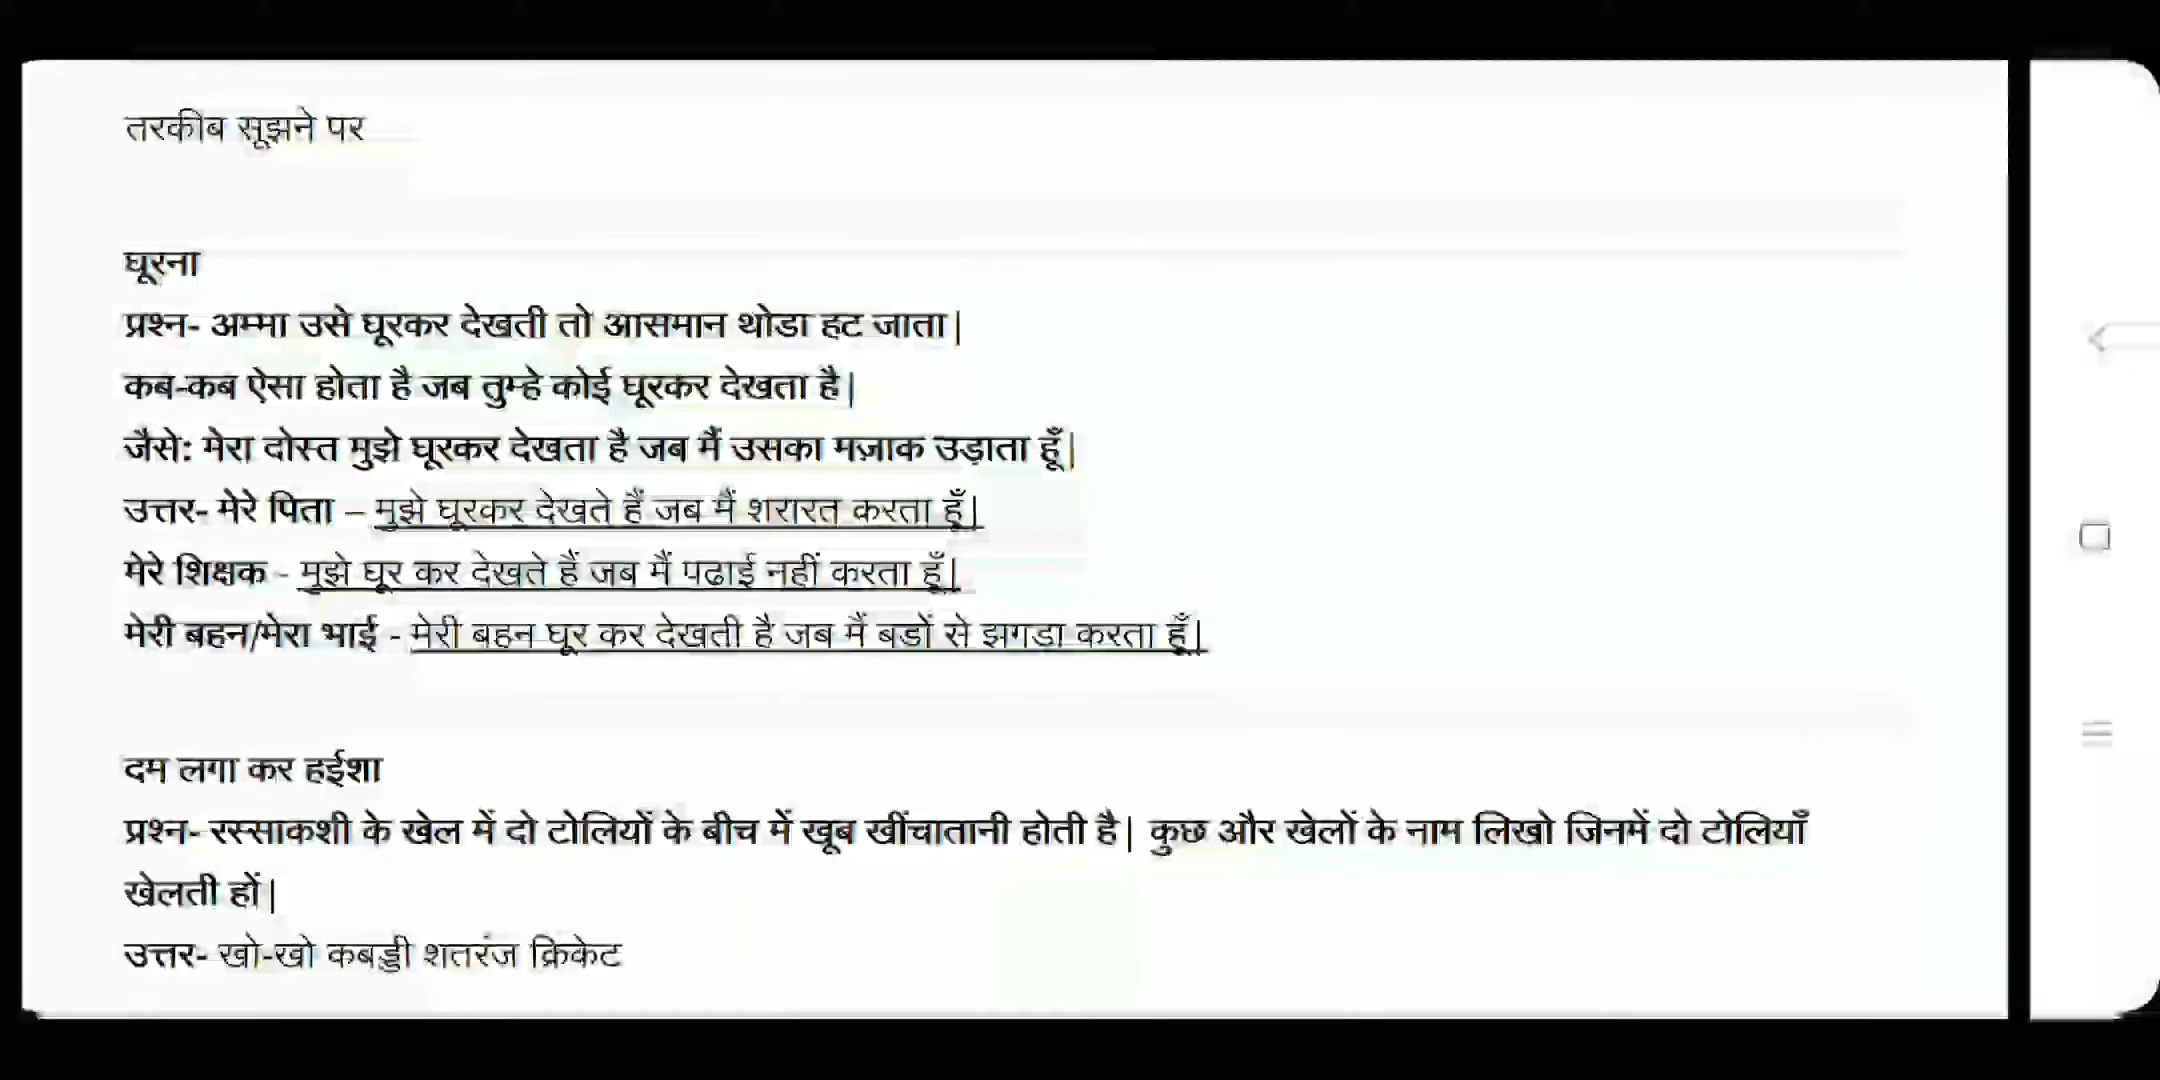 तरकीब सूझने पर
घूरना
प्रश्न- अम्मा उसे घूरकर देखती तो आसमान थोडा हट जाता|
कब-कब ऐसा होता है जब तुम्हे कोई घूरकर देखता है|
जैसे: मेरा दोस्त मुझे घूरकर देखता है जब मैं उसका मज़ाक उड़ाता हूँ|
उत्तर- मेरे पिता – मुझे घूरकर देखते हैं जब मैं शरारत करता हूँ|
मेरे शिक्षक - मुझे घूर कर देखते हैं जब मैं पढाई नहीं करता हूँ|
मेरी बहन/मेरा भाई - मेरी बहन घूर कर देखती है जब मैं बडों से झगडा करता हूँ|
दम लगा कर हईशा
प्रश्न- रस्साकशी के खेल में दो टोलियों के बीच में खूब खींचातानी होती है| कुछ और खेलों के नाम लिखो जिनमें दो टोलियाँ
खेलती हों|
उत्तर- खो-खो कबड्डी शतरंज क्रिकेट